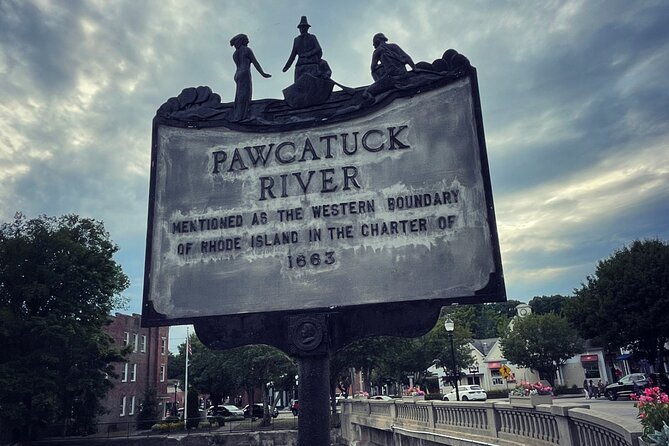 PAWCATUCK
RIVER
MENTIONED AS THE WESTERN BOUNDARY
OF RHODE ISLAND IN THE CHARTER OF
1663